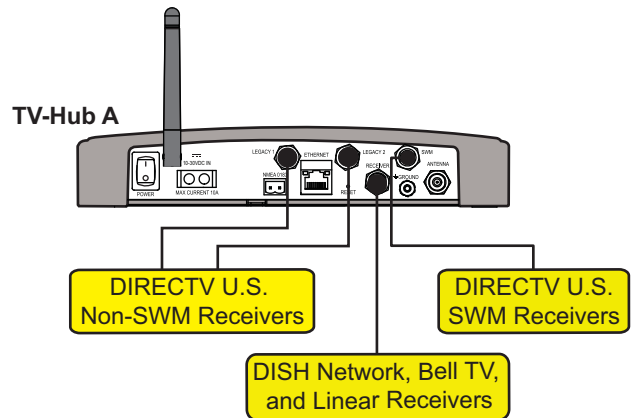 TV-Hub A
POWER
10-36VDC IN
MAX CURRENT 10A
LEGACY 1
NMEA 0183
ETHERNET
RESET
LEGACY 2
RECEIVER
SWM
GROUND
ANTENNA
DIRECTV U.S.
Non-SWM Receivers
DIRECTV U.S.
SWM Receivers
DISH Network, Bell TV,
and Linear Receivers